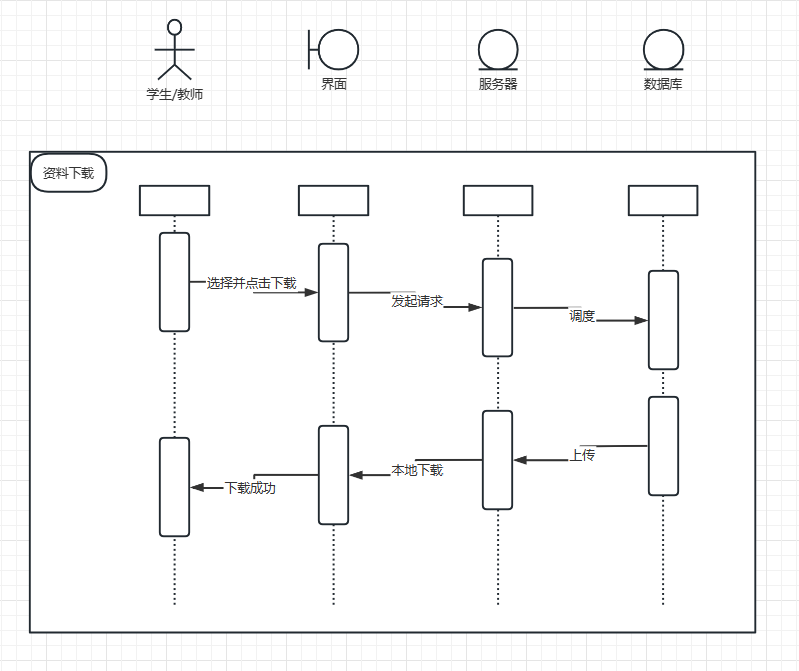 学生/教师
界面
服务器
数据库
资料下载
选择并点击下载
发起请求
调度
上传
本地下载
下载成功